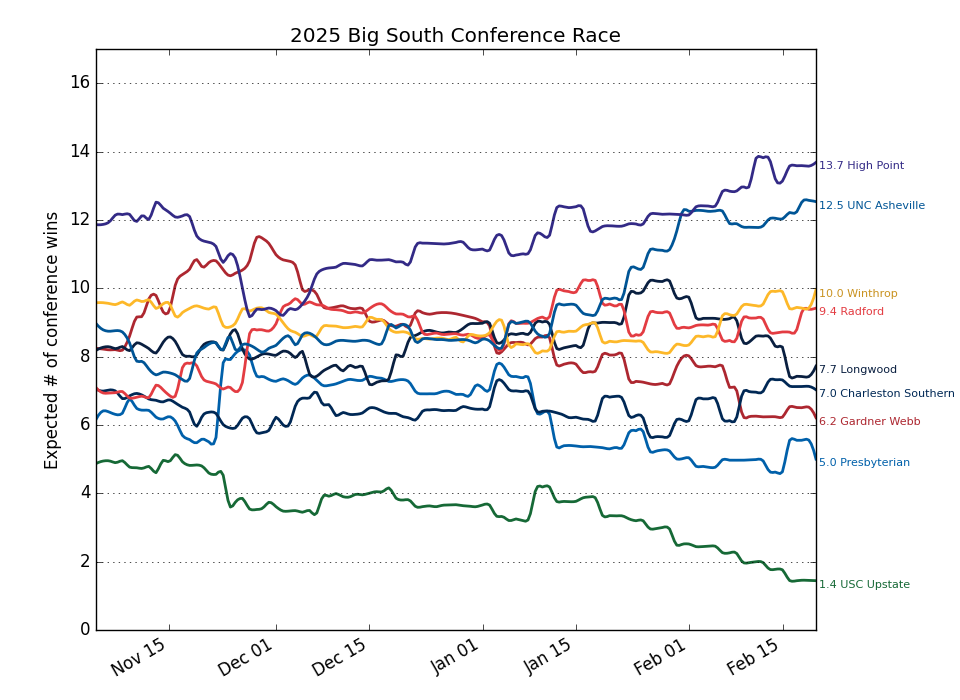 2025 Big South Conference Race
Expected # of conference wins
16
14
12
10
8
6
4
2
0
13.7 High Point
12.5 UNC Asheville
10.0 Winthrop
9.4 Radford
7.7 Longwood
7.0 Charleston Southern
6.2 Gardner Webb
5.0 Presbyterian
1.4 USC Upstate
Nov 15
Dec 01
Dec 15
Jan 01
Jan 15
Feb 01
Feb 15